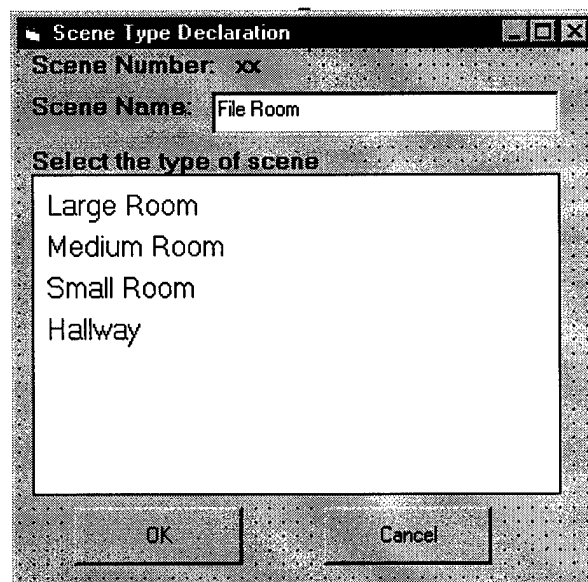 Scene Type Declaration
Scene Number: xx
Scene Name: File Room
Select the type of scene
Large Room
Medium Room
Small Room
Hallway
OK Cancel